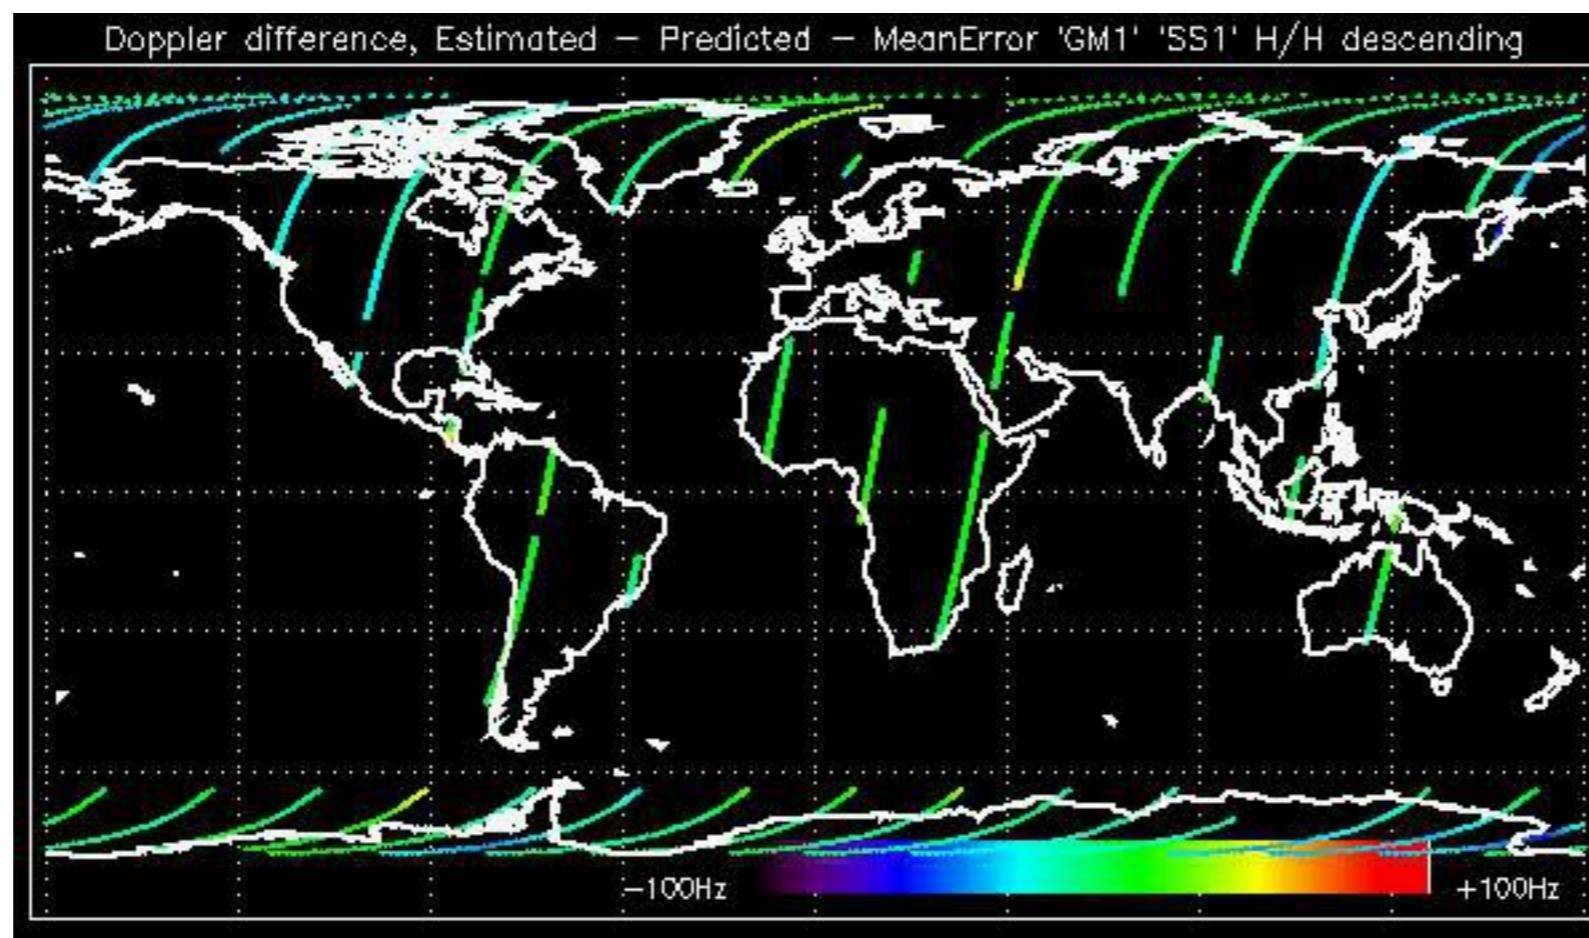 Doppler difference, Estimated – Predicted – MeanError 'GM1' 'SS1' H/H descending
–100Hz +100Hz